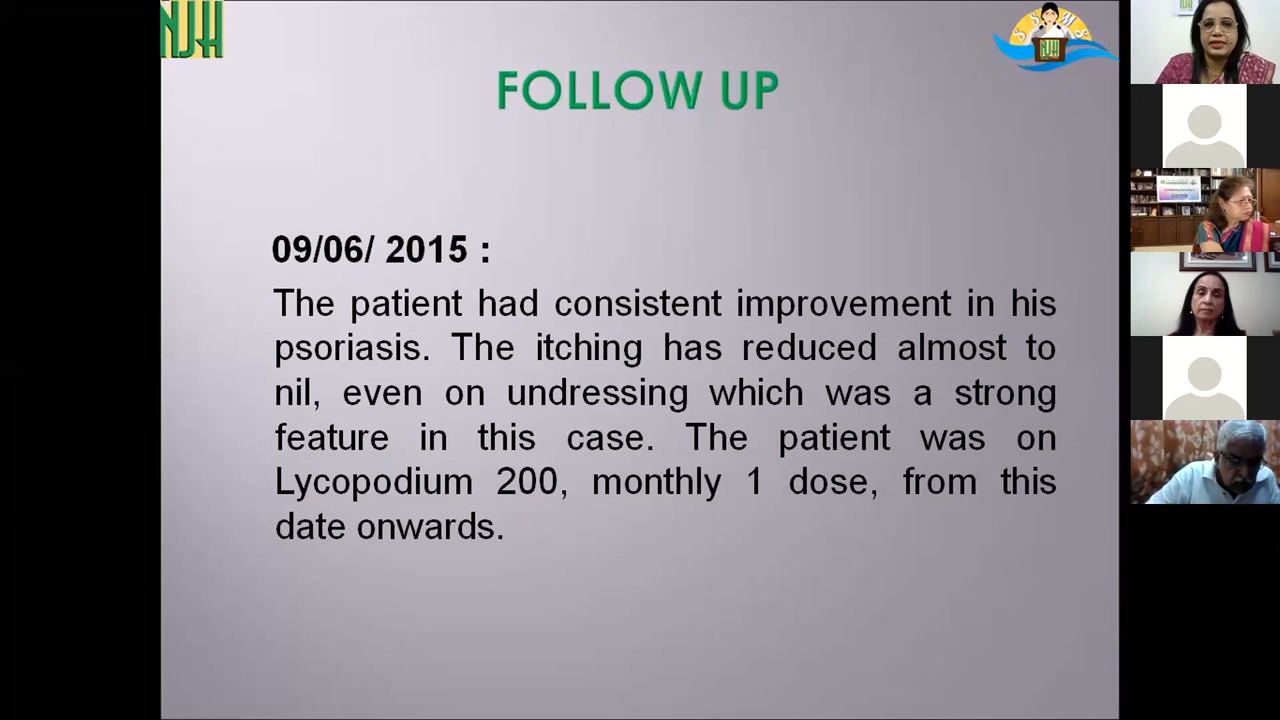 NJH
S S M S
NJH
FOLLOW UP
09/06/ 2015 :
The patient had consistent improvement in his
psoriasis. The itching has reduced almost to
nil, even on undressing which was a strong
feature in this case. The patient was on
Lycopodium 200, monthly 1 dose, from this
date onwards.